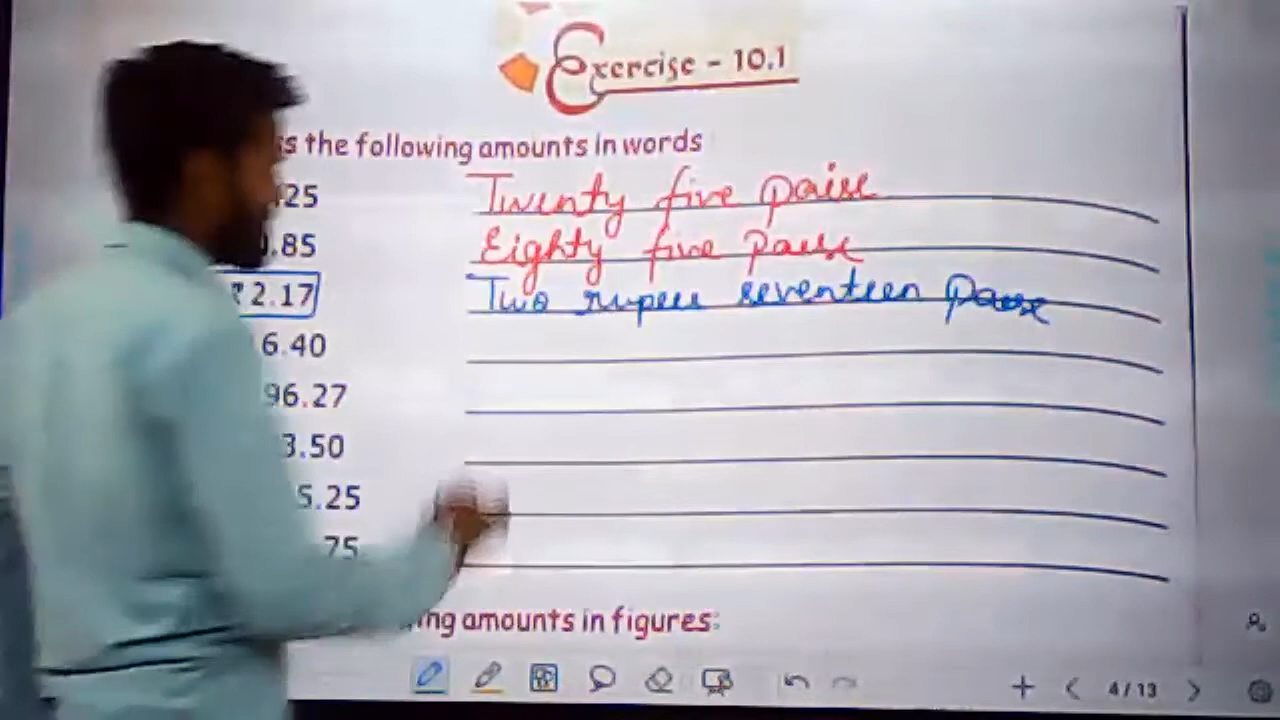 Exercise - 10.1
s the following amounts in words
25 Twenty five paise
.85 Eighty five paise
₹ 2.17 Two rupees seventeen paise
6.40
96.27
3.50
5.25
75
ng amounts in figures:
4/13